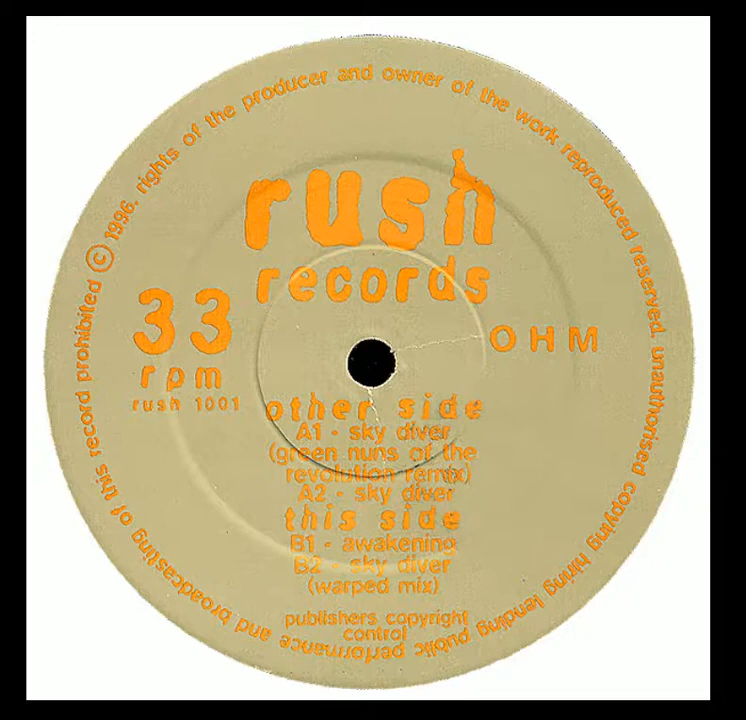 © 1996. rights of the producer and owner of the work reproduced reserved. unauthorised copying hiring lending public performance and broadcasting of this record prohibited
rush
records
33
rpm
rush 1001
OHM
other side
A1 - sky diver
(green nuns of the
revolution remix)
A2 - sky diver
this side
B1 - awakening
B2 - sky diver
(warped mix)
publishers copyright
control